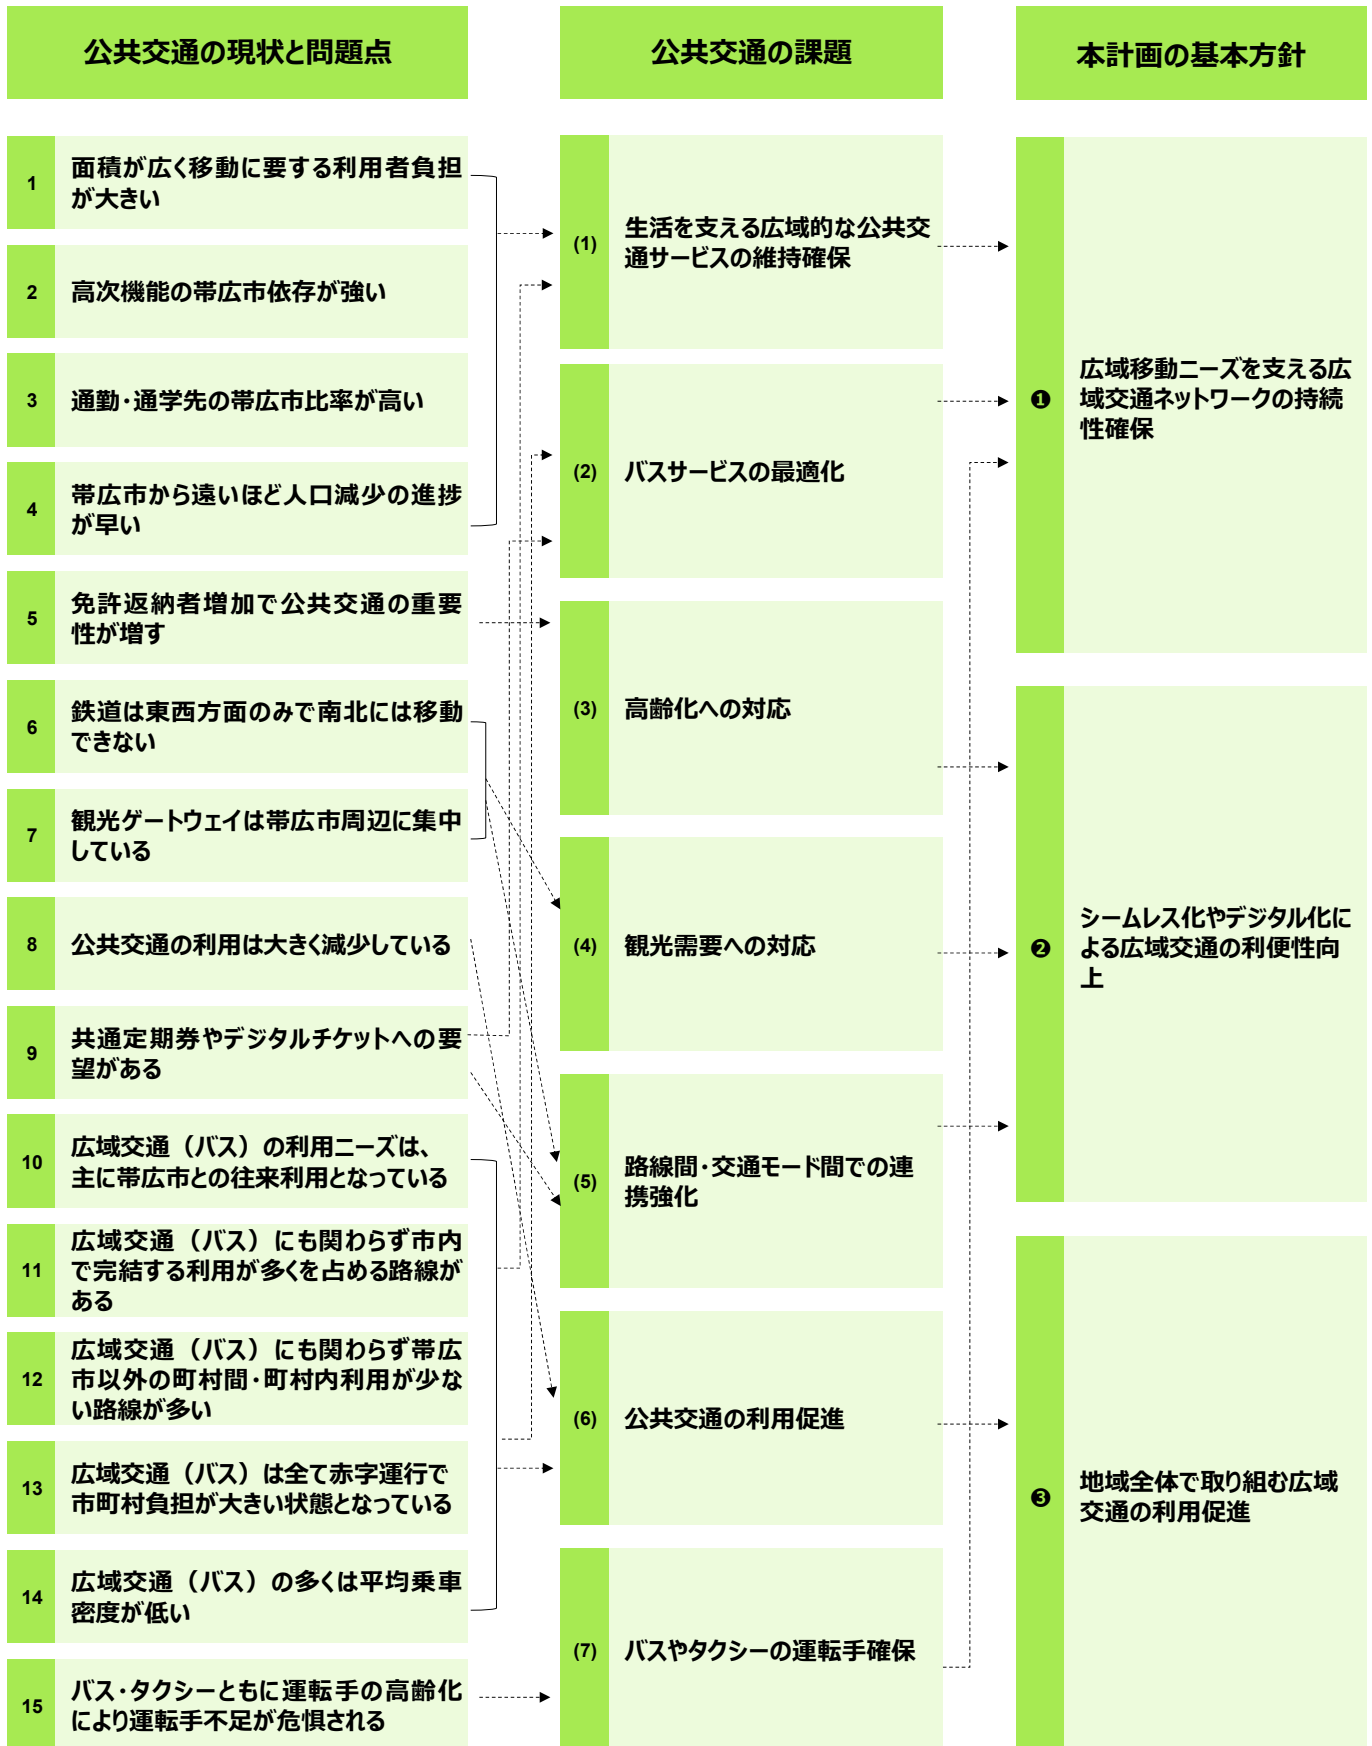 公共交通の現状と問題点
1
面積が広く移動に要する利用者負担
が大きい
2
高次機能の帯広市依存が強い
3
通勤・通学先の帯広市比率が高い
4
帯広市から遠いほど人口減少の進捗
が早い
5
免許返納者増加で公共交通の重要
性が増す
6
鉄道は東西方面のみで南北には移動
できない
7
観光ゲートウェイは帯広市周辺に集中
している
8
公共交通の利用は大きく減少している
9
共通定期券やデジタルチケットへの要
望がある
10
広域交通（バス）の利用ニーズは、
主に帯広市との往来利用となっている
11
広域交通（バス）にも関わらず市内
で完結する利用が多くを占める路線が
ある
12
広域交通（バス）にも関わらず帯広
市以外の町村間・町村内利用が少な
い路線が多い
13
広域交通（バス）は全て赤字運行で
市町村負担が大きい状態となっている
14
広域交通（バス）の多くは平均乗車
密度が低い
15
バス・タクシーともに運転手の高齢化
により運転手不足が危惧される
公共交通の課題
(1)
生活を支える広域的な公共交
通サービスの維持確保
(2)
バスサービスの最適化
(3)
高齢化への対応
(4)
観光需要への対応
(5)
路線間・交通モード間での連
携強化
(6)
公共交通の利用促進
(7)
バスやタクシーの運転手確保
本計画の基本方針
❶
広域移動ニーズを支える広
域交通ネットワークの持続
性確保
❷
シームレス化やデジタル化に
よる広域交通の利便性向
上
❸
地域全体で取り組む広域
交通の利用促進